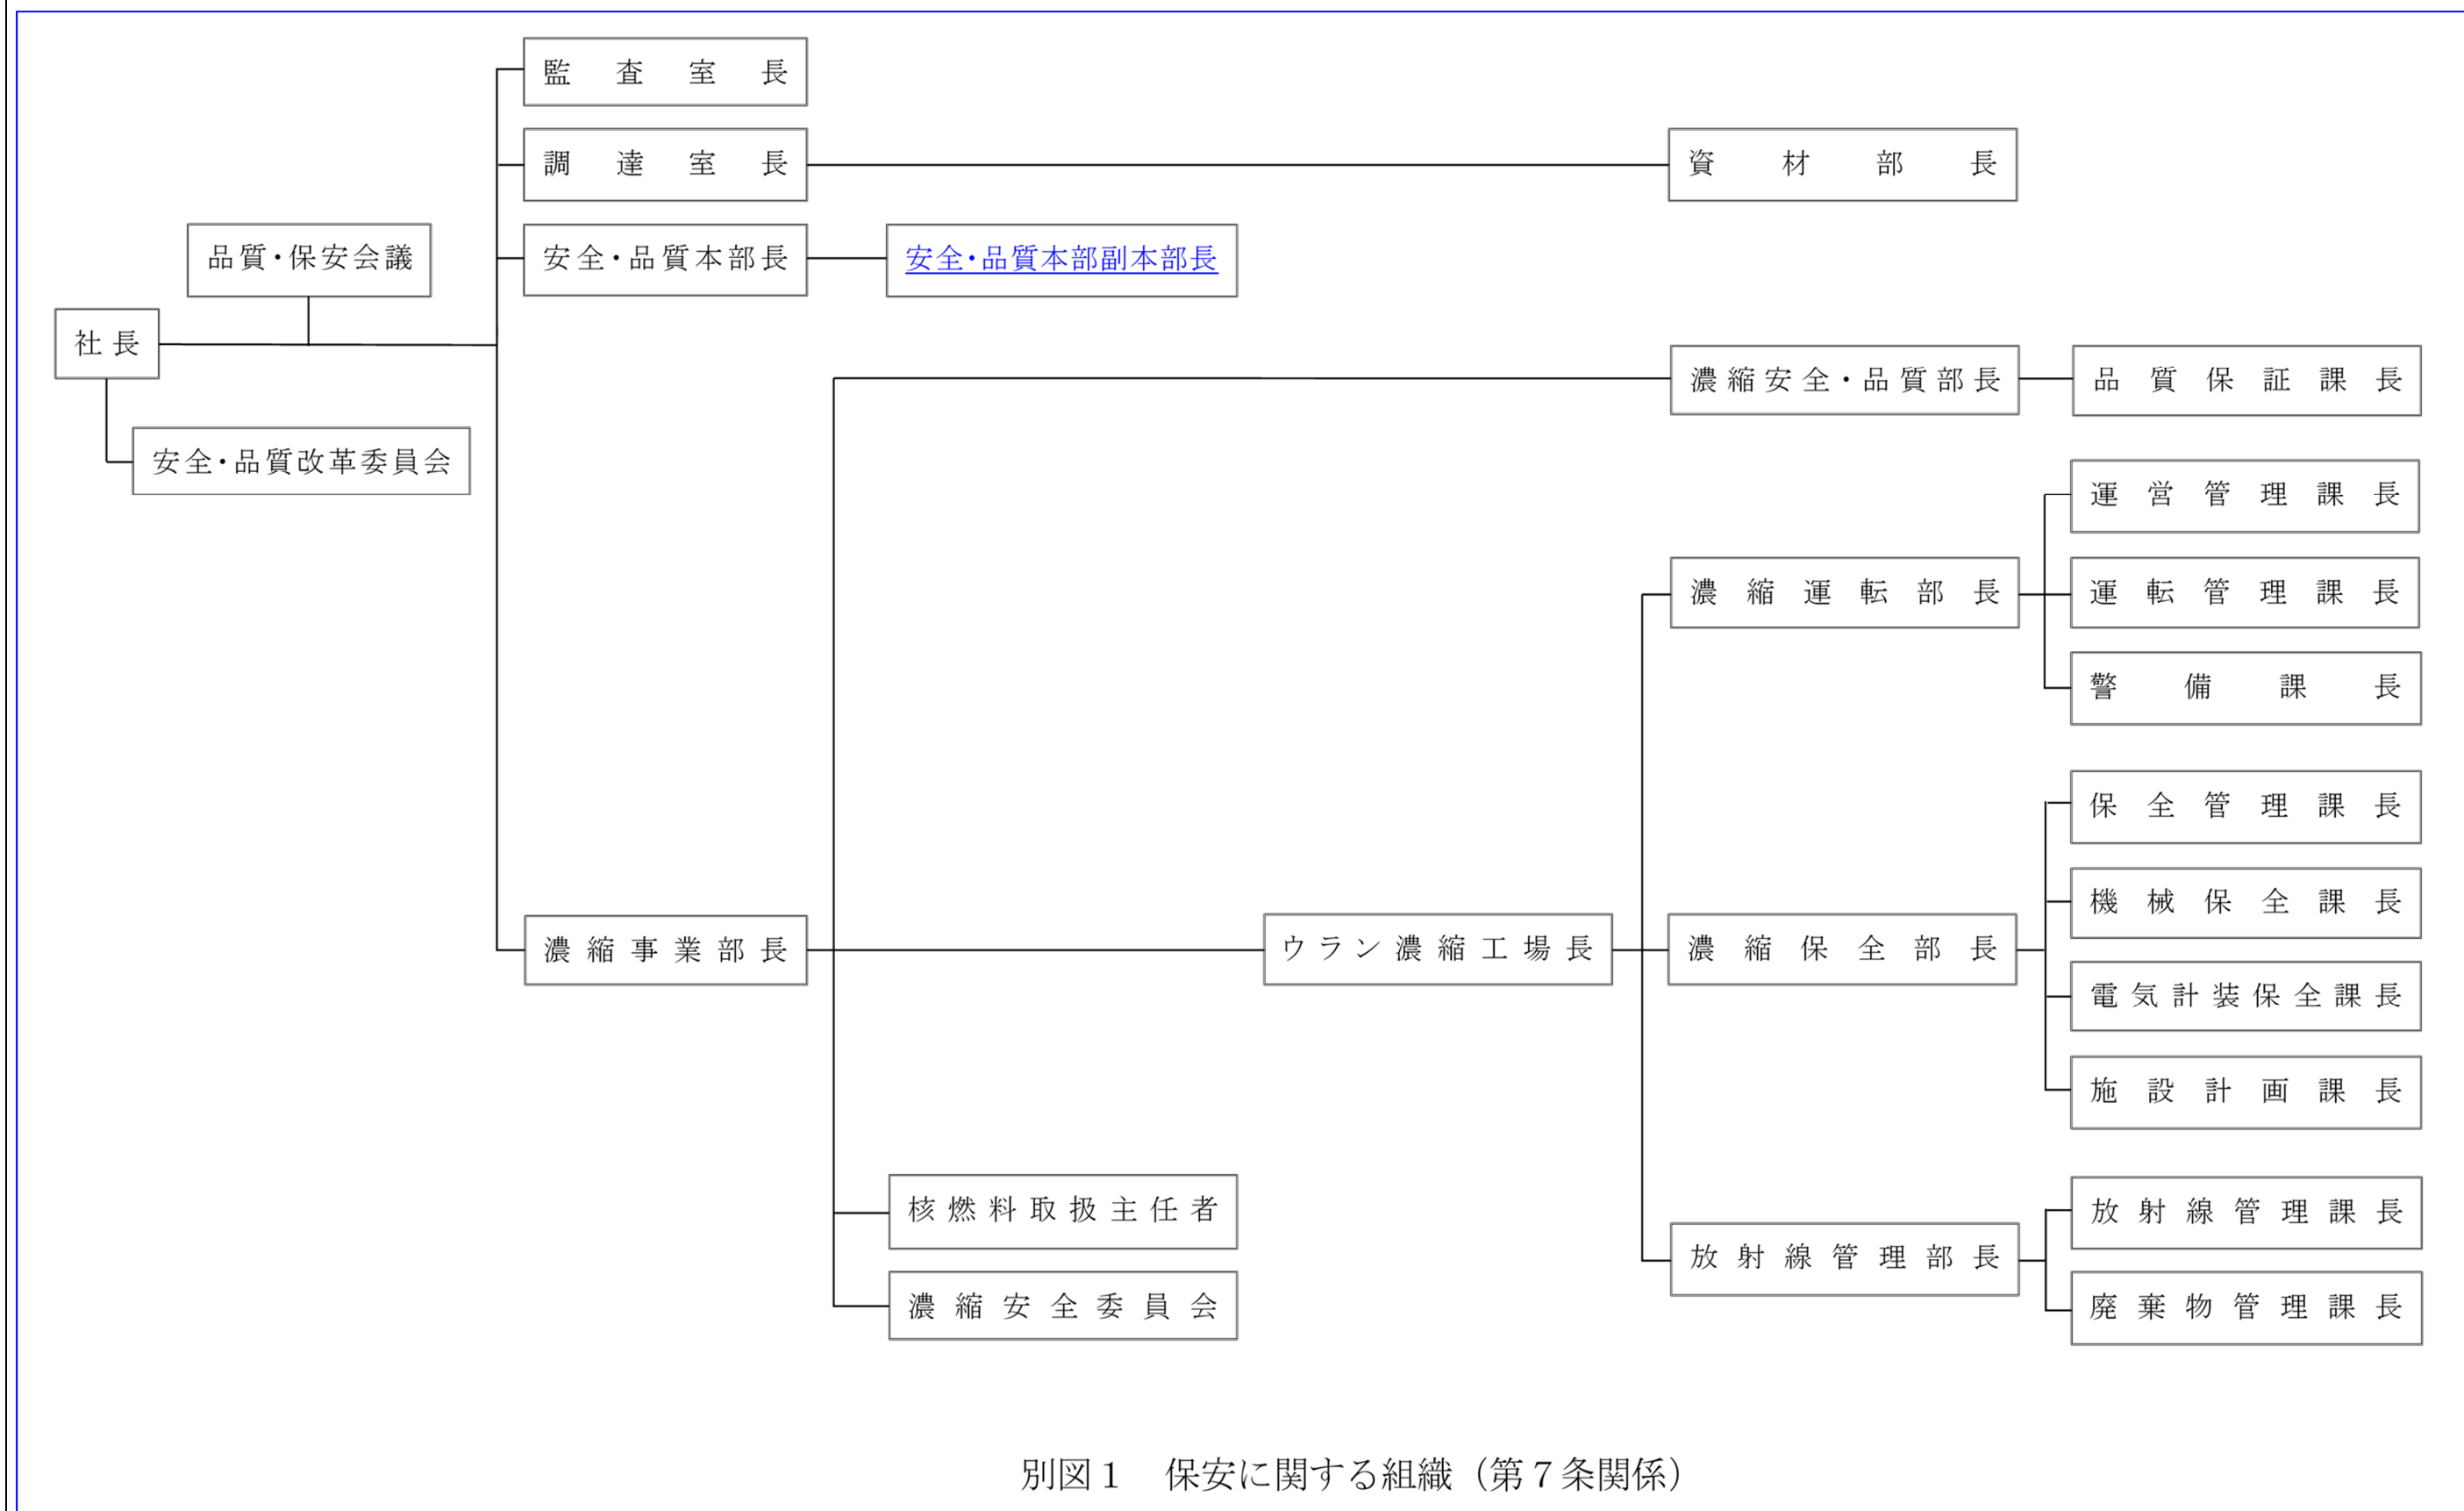 監査室長
調達室長
資材部長
品質・保安会議
安全・品質本部長
安全・品質本部副本部長
社長
安全・品質改革委員会
濃縮安全・品質部長
品質保証課長
運営管理課長
濃縮運転部長
運転管理課長
警備課長
保全管理課長
機械保全課長
濃縮事業部長
ウラン濃縮工場長
濃縮保全部長
電気計装保全課長
施設計画課長
核燃料取扱主任者
放射線管理課長
放射線管理部長
濃縮安全委員会
廃棄物管理課長
別図1　保安に関する組織（第7条関係）